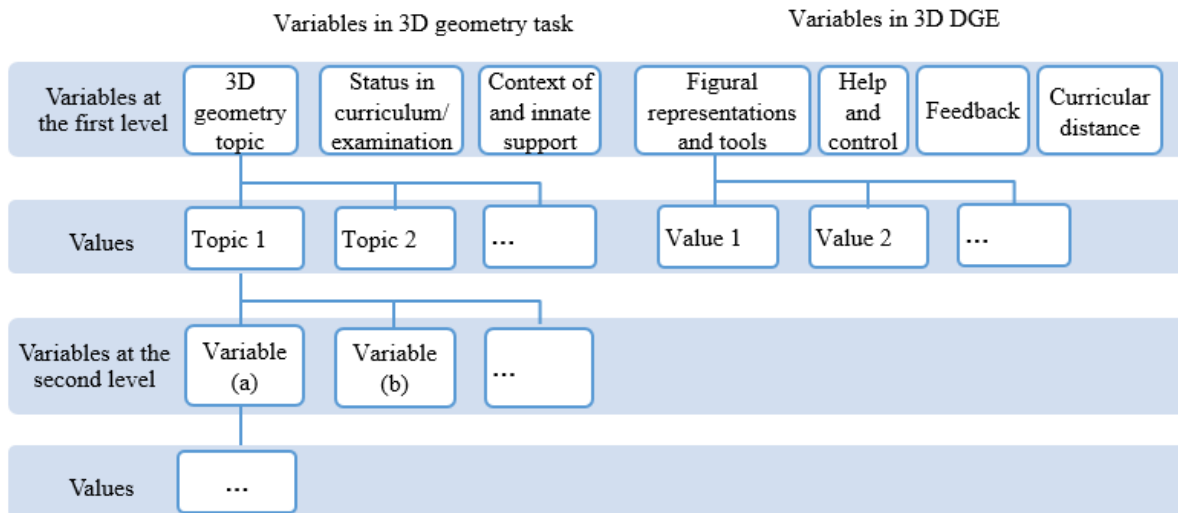 Variables in 3D geometry task
Variables in 3D DGE
Variables at
the first level
3D
geometry
topic
Status in
curriculum/
examination
Context of
and innate
support
Figural
representations
and tools
Help
and
control
Feedback
Curricular
distance
Values
Topic 1
Topic 2
...
Value 1
Value 2
...
Variables at the
second level
Variable
(a)
Variable
(b)
...
Values
...